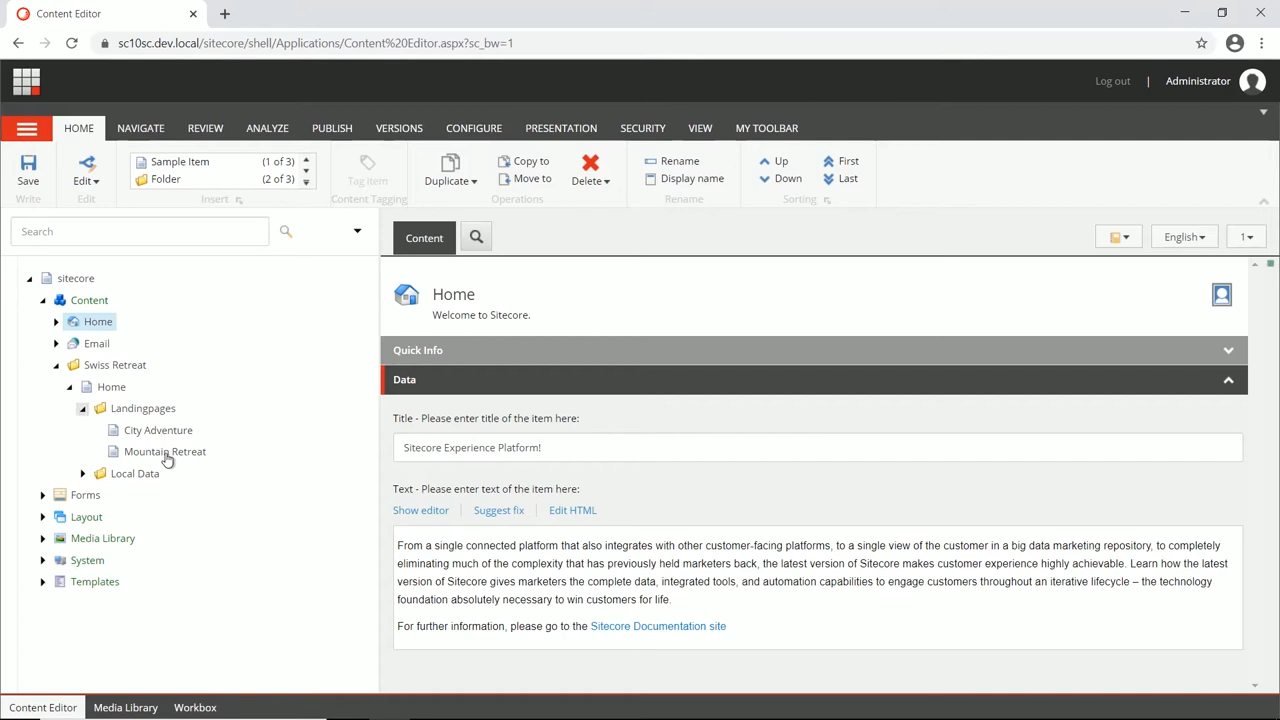 Content Editor
sc10sc.dev.local/sitecore/shell/Applications/Content%20Editor.aspx?sc_bw=1
Log out | Administrator
HOME NAVIGATE REVIEW ANALYZE PUBLISH VERSIONS CONFIGURE PRESENTATION SECURITY VIEW MY TOOLBAR
Save
Write
Edit
Edit
Sample Item (1 of 3)
Folder (2 of 3)
Insert
Tag item
Content Tagging
Duplicate
Copy to
Move to
Delete
Operations
Rename
Display name
Rename
Up
Down
First
Last
Sorting
Search
sitecore
Content
Home
Email
Swiss Retreat
Home
Landingpages
City Adventure
Mountain Retreat
Local Data
Forms
Layout
Media Library
System
Templates
Content
English
1
Home
Welcome to Sitecore.
Quick Info
Data
Title - Please enter title of the item here:
Sitecore Experience Platform!
Text - Please enter text of the item here:
Show editor | Suggest fix | Edit HTML
From a single connected platform that also integrates with other customer-facing platforms, to a single view of the customer in a big data marketing repository, to completely
eliminating much of the complexity that has previously held marketers back, the latest version of Sitecore makes customer experience highly achievable. Learn how the latest
version of Sitecore gives marketers the complete data, integrated tools, and automation capabilities to engage customers throughout an iterative lifecycle – the technology
foundation absolutely necessary to win customers for life.
For further information, please go to the Sitecore Documentation site
Content Editor Media Library Workbox